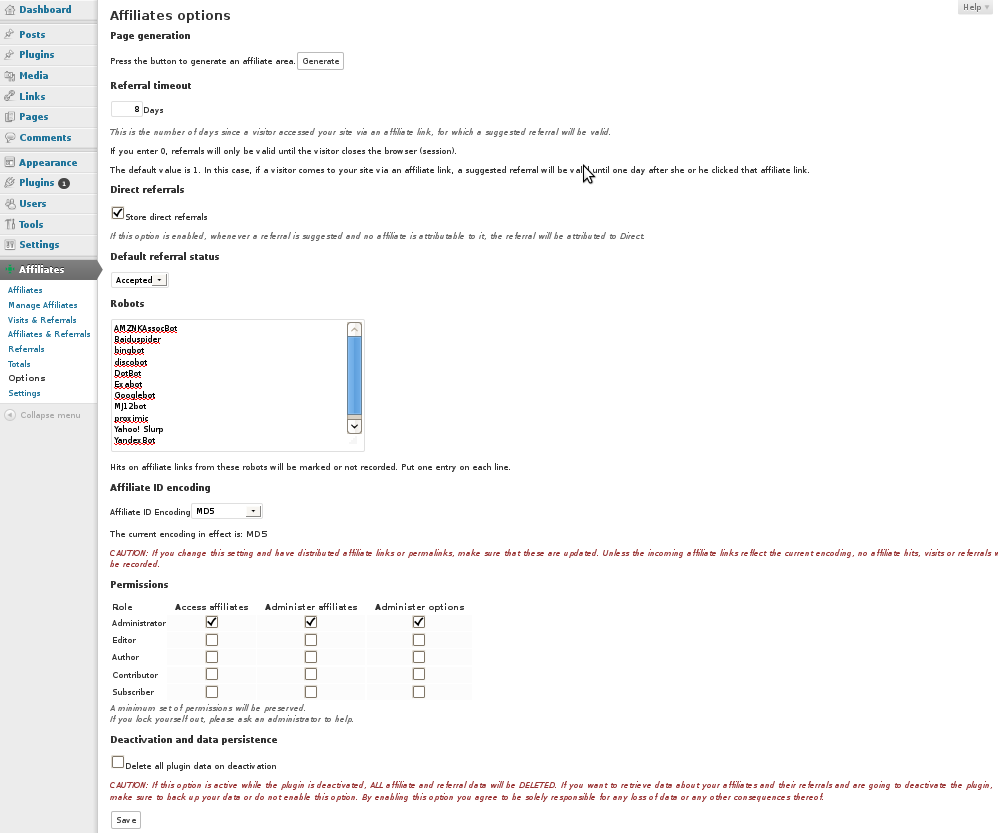 Dashboard
Posts
Plugins
Media
Links
Pages
Comments
Appearance
Plugins 1
Users
Tools
Settings
Affiliates
Affiliates
Manage Affiliates
Visits & Referrals
Affiliates & Referrals
Referrals
Totals
Options
Settings
Collapse menu
Help
Affiliates options
Page generation
Press the button to generate an affiliate area. Generate
Referral timeout
8 Days
This is the number of days since a visitor accessed your site via an affiliate link, for which a suggested referral will be valid.
If you enter 0, referrals will only be valid until the visitor closes the browser (session).
The default value is 1. In this case, if a visitor comes to your site via an affiliate link, a suggested referral will be valid until one day after she or he clicked that affiliate link.
Direct referrals
Store direct referrals
If this option is enabled, whenever a referral is suggested and no affiliate is attributable to it, the referral will be attributed to Direct.
Default referral status
Accepted
Robots
AMZNKAssocBot
Baiduspider
bingbot
discobot
DotBot
Exabot
Googlebot
MJ12bot
proximic
Yahoo! Slurp
YandexBot
Hits on affiliate links from these robots will be marked or not recorded. Put one entry on each line.
Affiliate ID encoding
Affiliate ID Encoding MD5
The current encoding in effect is: MD5
CAUTION: If you change this setting and have distributed affiliate links or permalinks, make sure that these are updated. Unless the incoming affiliate links reflect the current encoding, no affiliate hits, visits or referrals
be recorded.
Permissions
Role Access affiliates Administer affiliates Administer options
Administrator
Editor
Author
Contributor
Subscriber
A minimum set of permissions will be preserved.
If you lock yourself out, please ask an administrator to help.
Deactivation and data persistence
Delete all plugin data on deactivation
CAUTION: If this option is active while the plugin is deactivated, ALL affiliate and referral data will be DELETED. If you want to retrieve data about your affiliates and their referrals and are going to deactivate the plugin,
make sure to back up your data or do not enable this option. By enabling this option you agree to be solely responsible for any loss of data or any other consequences thereof.
Save